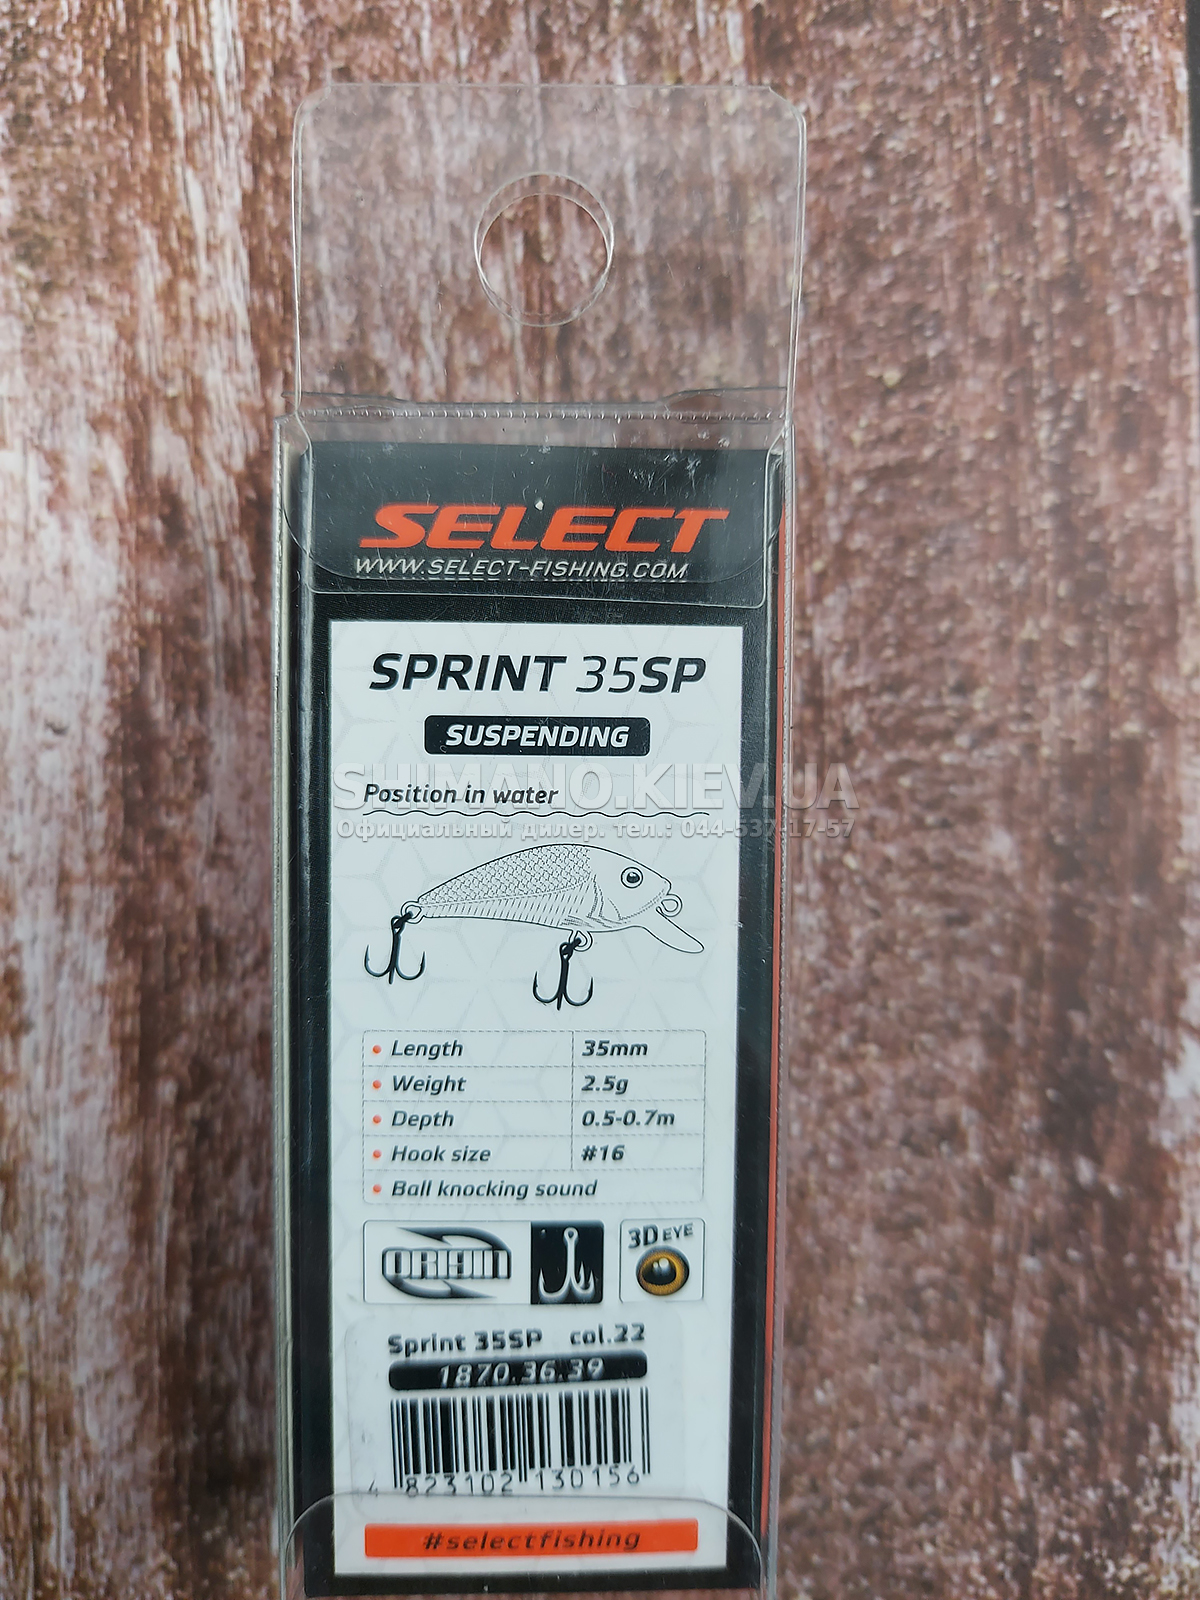 SELECT
WWW.SELECT-FISHING.COM
SPRINT 35SP
SUSPENDING
SHIMANO.KIEV.UA
Position in water
Официальный дилер. тел.: 044-537-17-57
Length 35mm
Weight 2.5g
Depth 0.5-0.7m
Hook size #16
Ball knocking sound
ORIGIN
3D EYE
Sprint 35SP col.22
1870.36.39
4 823102 130156
#selectfishing